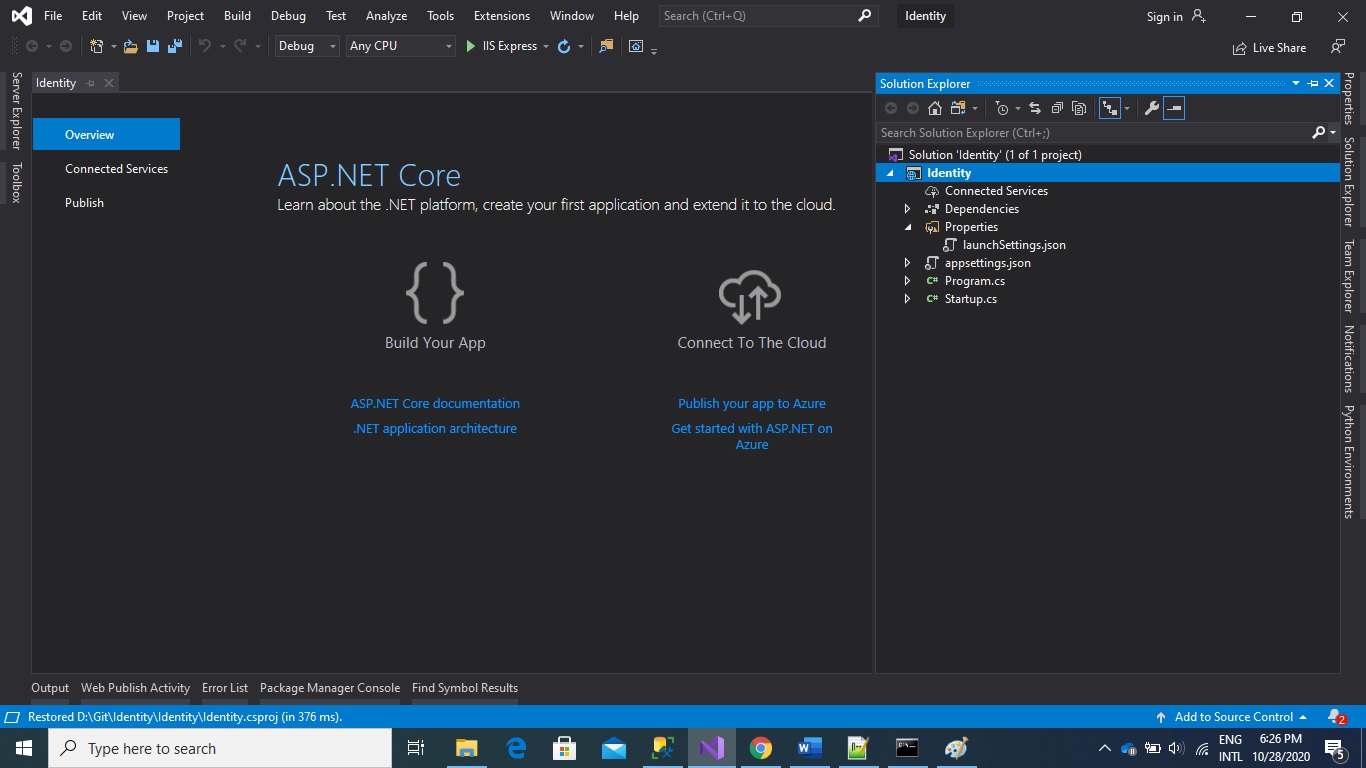 File Edit View Project Build Debug Test Analyze Tools Extensions Window Help Search (Ctrl+Q) Identity Sign in
Debug Any CPU IIS Express Live Share
Server Explorer
Toolbox
Identity
Overview
Connected Services
Publish
ASP.NET Core
Learn about the .NET platform, create your first application and extend it to the cloud.
{ }
Build Your App
ASP.NET Core documentation
.NET application architecture
Connect To The Cloud
Publish your app to Azure
Get started with ASP.NET on
Azure
Solution Explorer
Search Solution Explorer (Ctrl+;)
Solution 'Identity' (1 of 1 project)
Identity
Connected Services
Dependencies
Properties
launchSettings.json
appsettings.json
C# Program.cs
C# Startup.cs
Properties
Solution Explorer
Team Explorer
Notifications
Python Environments
Output Web Publish Activity Error List Package Manager Console Find Symbol Results
Restored D:\Git\Identity\Identity\Identity.csproj (in 376 ms). Add to Source Control 2
Type here to search
ENG 6:26 PM
INTL 10/28/2020 5